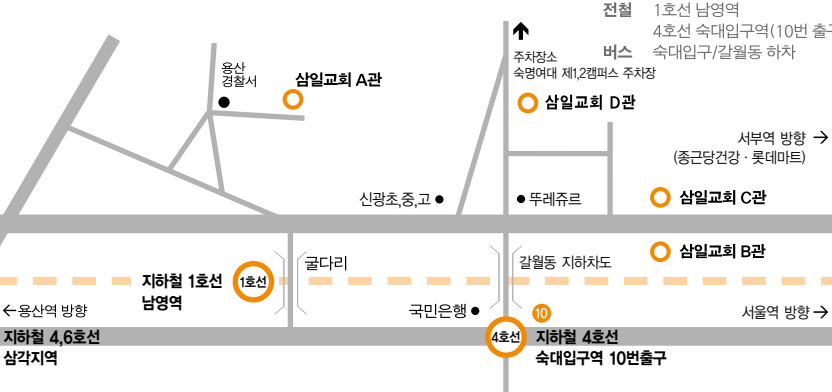 전철 1호선 남영역
4호선 숙대입구역(10번 출구
버스 숙대입구/갈월동 하차
주차장소
숙명여대 제1,2캠퍼스 주차장
용산
경찰서
삼일교회 A관
삼일교회 D관
서부역 방향
(종근당건강 · 롯데마트)
신광초,중,고
뚜레쥬르
삼일교회 C관
삼일교회 B관
굴다리
갈월동 지하차도
지하철 1호선
남영역
1호선
용산역 방향
국민은행
10
서울역 방향
지하철 4,6호선
삼각지역
4호선
지하철 4호선
숙대입구역 10번출구